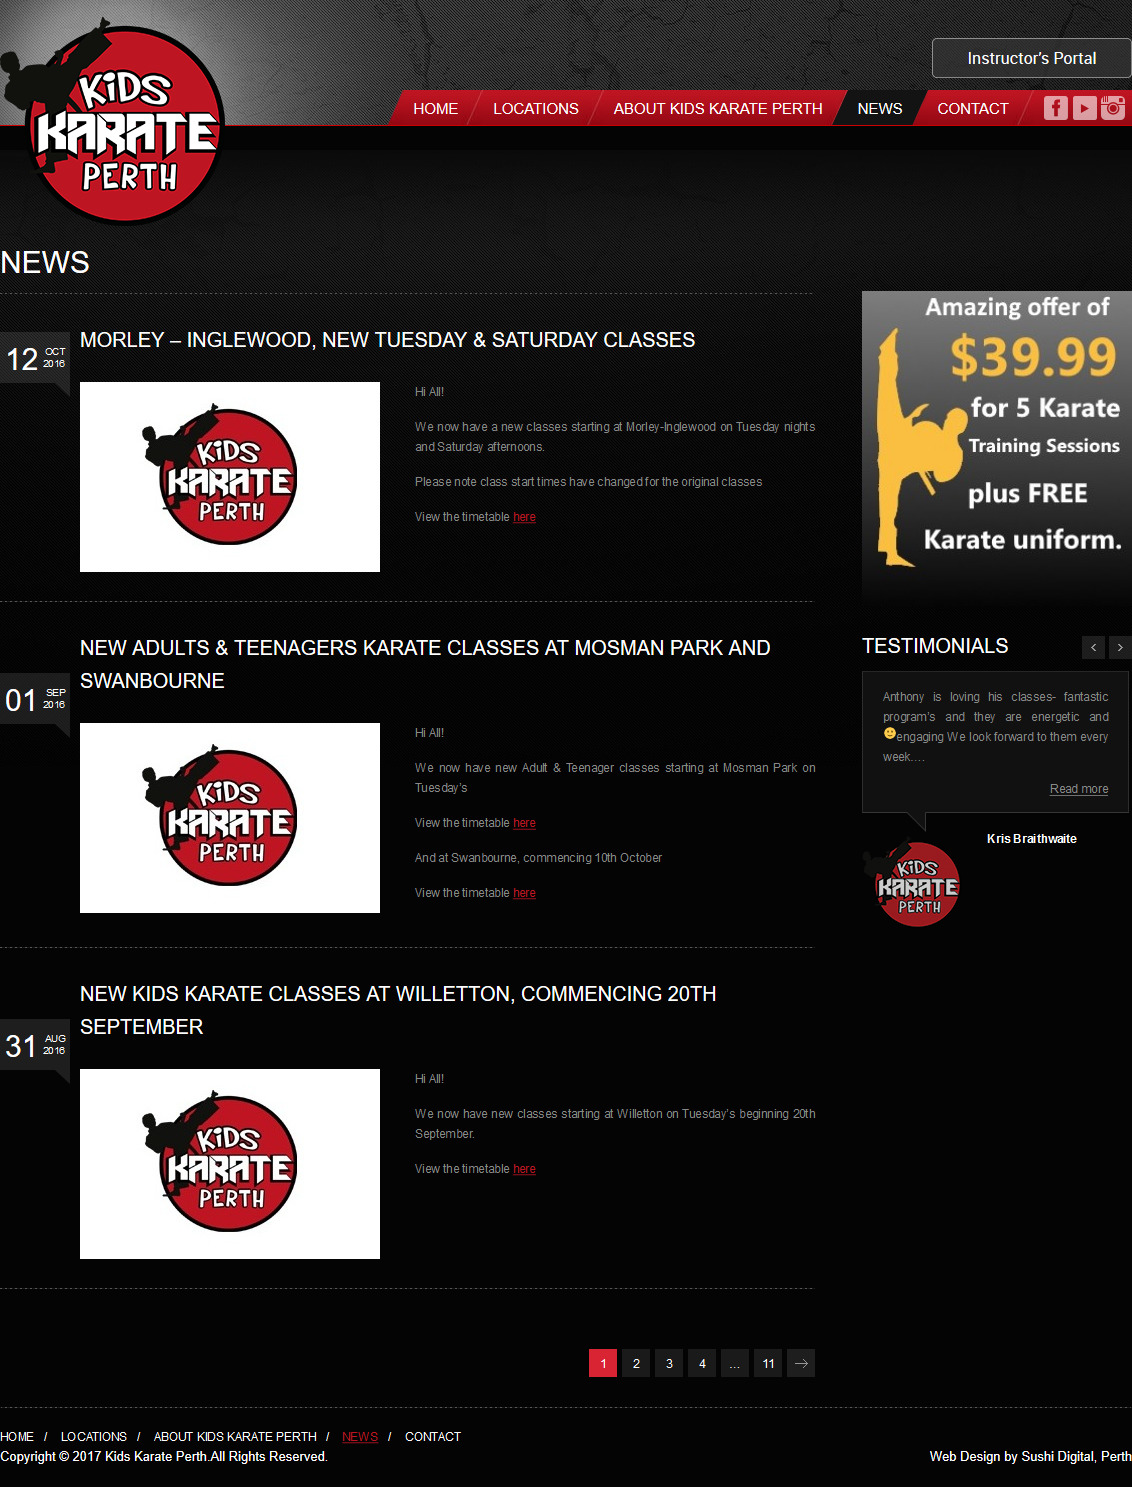 KiDS
KARATE
PERTH
Instructor's Portal
HOME
LOCATIONS
ABOUT KIDS KARATE PERTH
NEWS
CONTACT
NEWS
12 OCT 2016
MORLEY – INGLEWOOD, NEW TUESDAY & SATURDAY CLASSES
KiDS
KARATE
PERTH
Hi All!
We now have a new classes starting at Morley-Inglewood on Tuesday nights
and Saturday afternoons.
Please note class start times have changed for the original classes
View the timetable here
01 SEP 2016
NEW ADULTS & TEENAGERS KARATE CLASSES AT MOSMAN PARK AND
SWANBOURNE
KiDS
KARATE
PERTH
Hi All!
We now have new Adult & Teenager classes starting at Mosman Park on
Tuesday's
View the timetable here
And at Swanbourne, commencing 10th October
View the timetable here
31 AUG 2016
NEW KIDS KARATE CLASSES AT WILLETTON, COMMENCING 20TH
SEPTEMBER
KiDS
KARATE
PERTH
Hi All!
We now have new classes starting at Willetton on Tuesday's beginning 20th
September.
View the timetable here
1 2 3 4 ... 11 →
Amazing offer of
$39.99
for 5 Karate
Training Sessions
plus FREE
Karate uniform.
TESTIMONIALS
Anthony is loving his classes- fantastic
program's and they are energetic and
🙂engaging We look forward to them every
week….
Read more
Kris Braithwaite
KiDS
KARATE
PERTH
HOME / LOCATIONS / ABOUT KIDS KARATE PERTH / NEWS / CONTACT
Copyright © 2017 Kids Karate Perth.All Rights Reserved.
Web Design by Sushi Digital, Perth